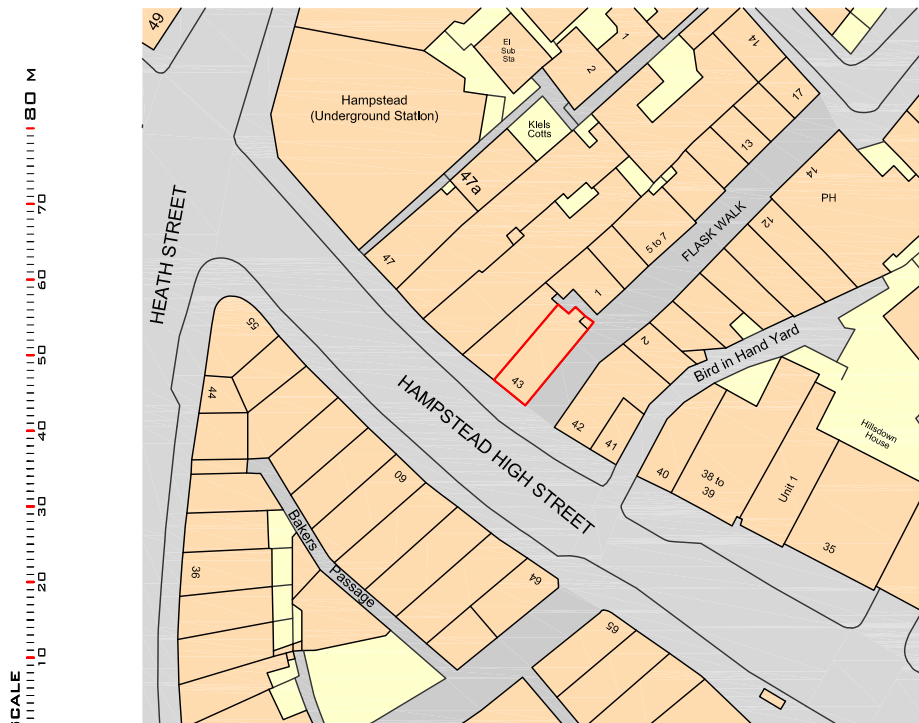 49
El
Sub
Sta
1
2
14
17
Hampstead
(Underground Station)
Klels
Cotts
13
14
PH
47a
12
47
5 to 7
FLASK WALK
HEATH STREET
1
55
2
Bird in Hand Yard
44
43
HAMPSTEAD HIGH STREET
42
41
Hillsdown
House
40
38 to
39
Unit 1
60
35
Bakers
Passage
36
64
65
80 M
70
60
50
40
30
20
10
SCALE